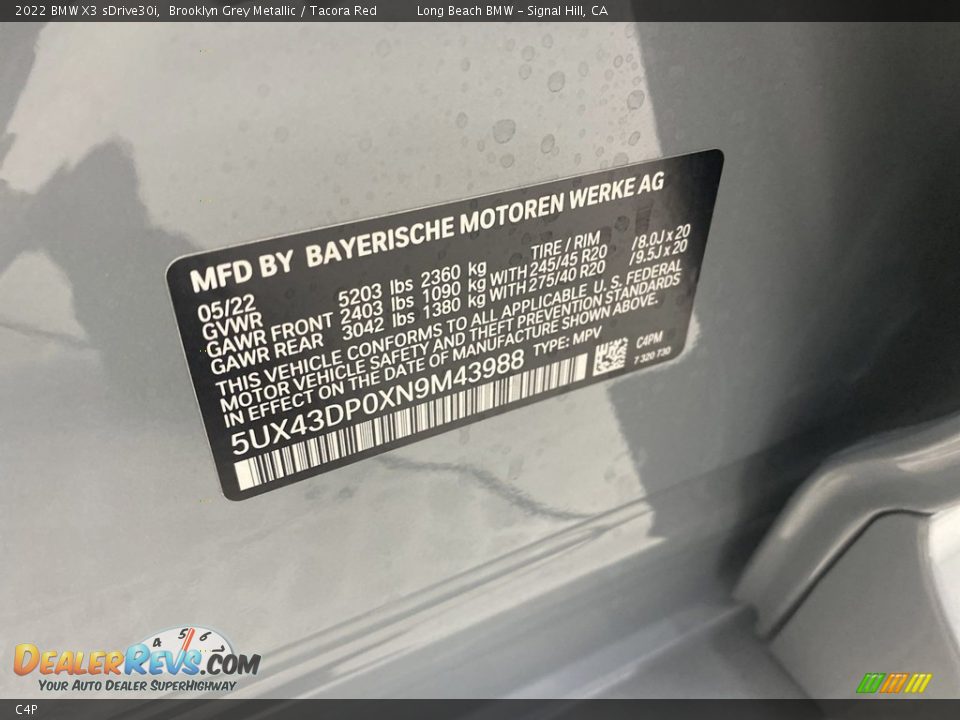 2022 BMW X3 sDrive30i, Brooklyn Grey Metallic / Tacora Red Long Beach BMW - Signal Hill, CA
MFD BY BAYERISCHE MOTOREN WERKE AG
05/22 TIRE / RIM
GVWR 5203 lbs 2360 kg
GAWR FRONT 2403 lbs 1090 kg WITH 245/45 R20 /8.0J x 20
GAWR REAR 3042 lbs 1380 kg WITH 275/40 R20 /9.5J x 20
THIS VEHICLE CONFORMS TO ALL APPLICABLE U. S. FEDERAL
MOTOR VEHICLE SAFETY AND THEFT PREVENTION STANDARDS
IN EFFECT ON THE DATE OF MANUFACTURE SHOWN ABOVE.
5UX43DP0XN9M43988 TYPE: MPV
C4PM
7 320 730
4 5 6
DEALERREVS.COM
YOUR AUTO DEALER SUPERHIGHWAY
C4P